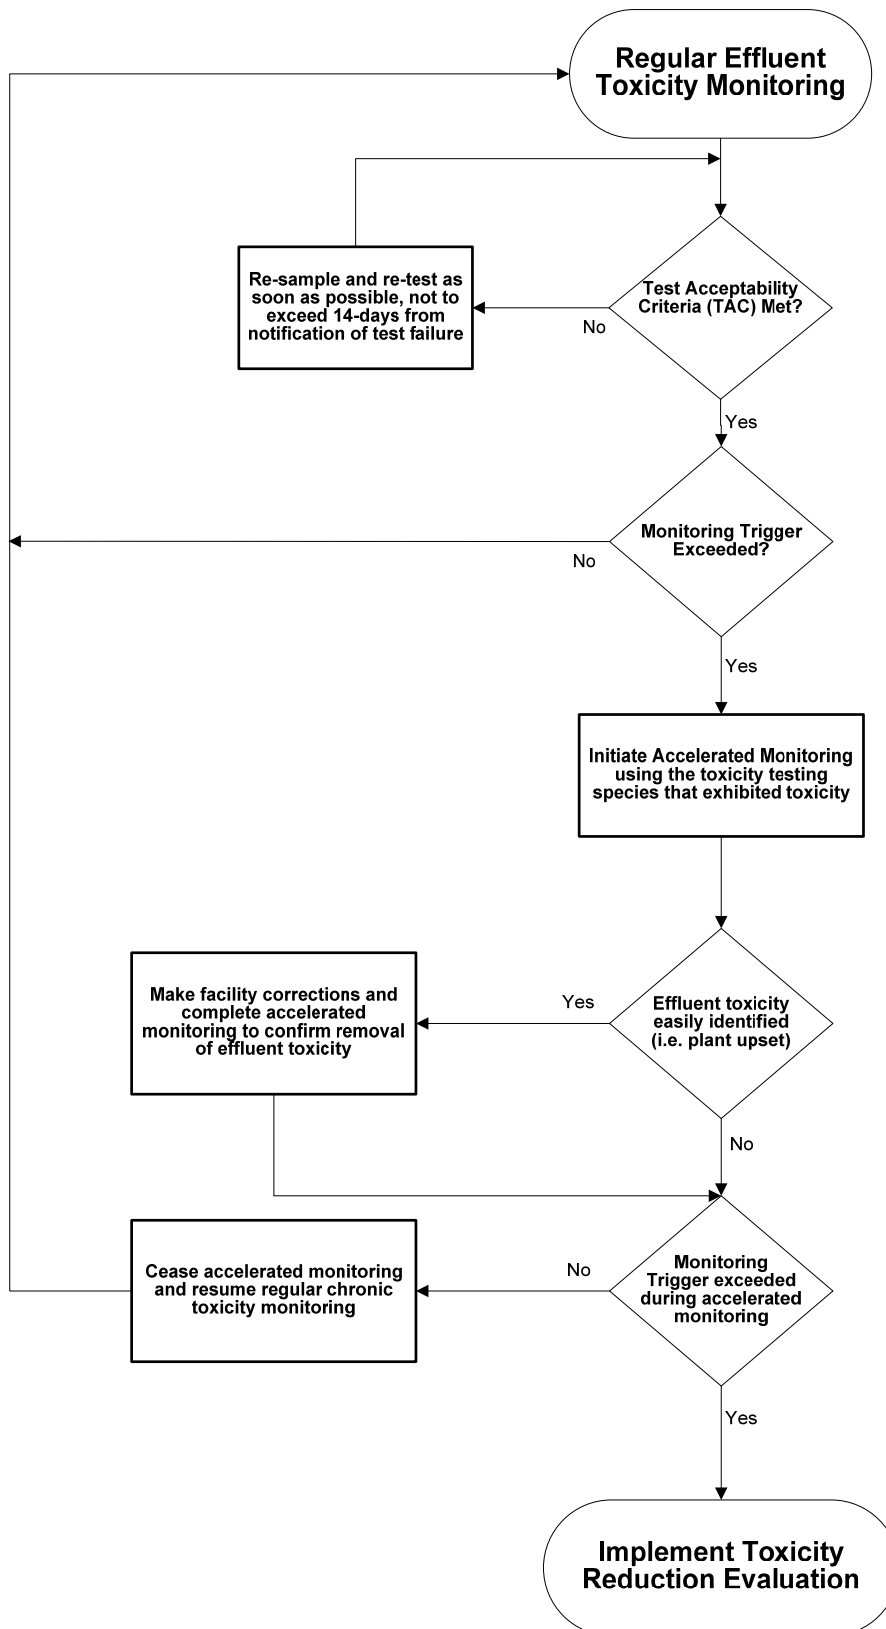 Regular Effluent
Toxicity Monitoring
Re-sample and re-test as
soon as possible, not to
exceed 14-days from
notification of test failure
Test Acceptability
Criteria (TAC) Met?
No
Yes
Monitoring Trigger
Exceeded?
No
Yes
Initiate Accelerated Monitoring
using the toxicity testing
species that exhibited toxicity
Make facility corrections and
complete accelerated
monitoring to confirm removal
of effluent toxicity
Yes
Effluent toxicity
easily identified
(i.e. plant upset)
No
Cease accelerated monitoring
and resume regular chronic
toxicity monitoring
No
Monitoring
Trigger exceeded
during accelerated
monitoring
Yes
Implement Toxicity
Reduction Evaluation